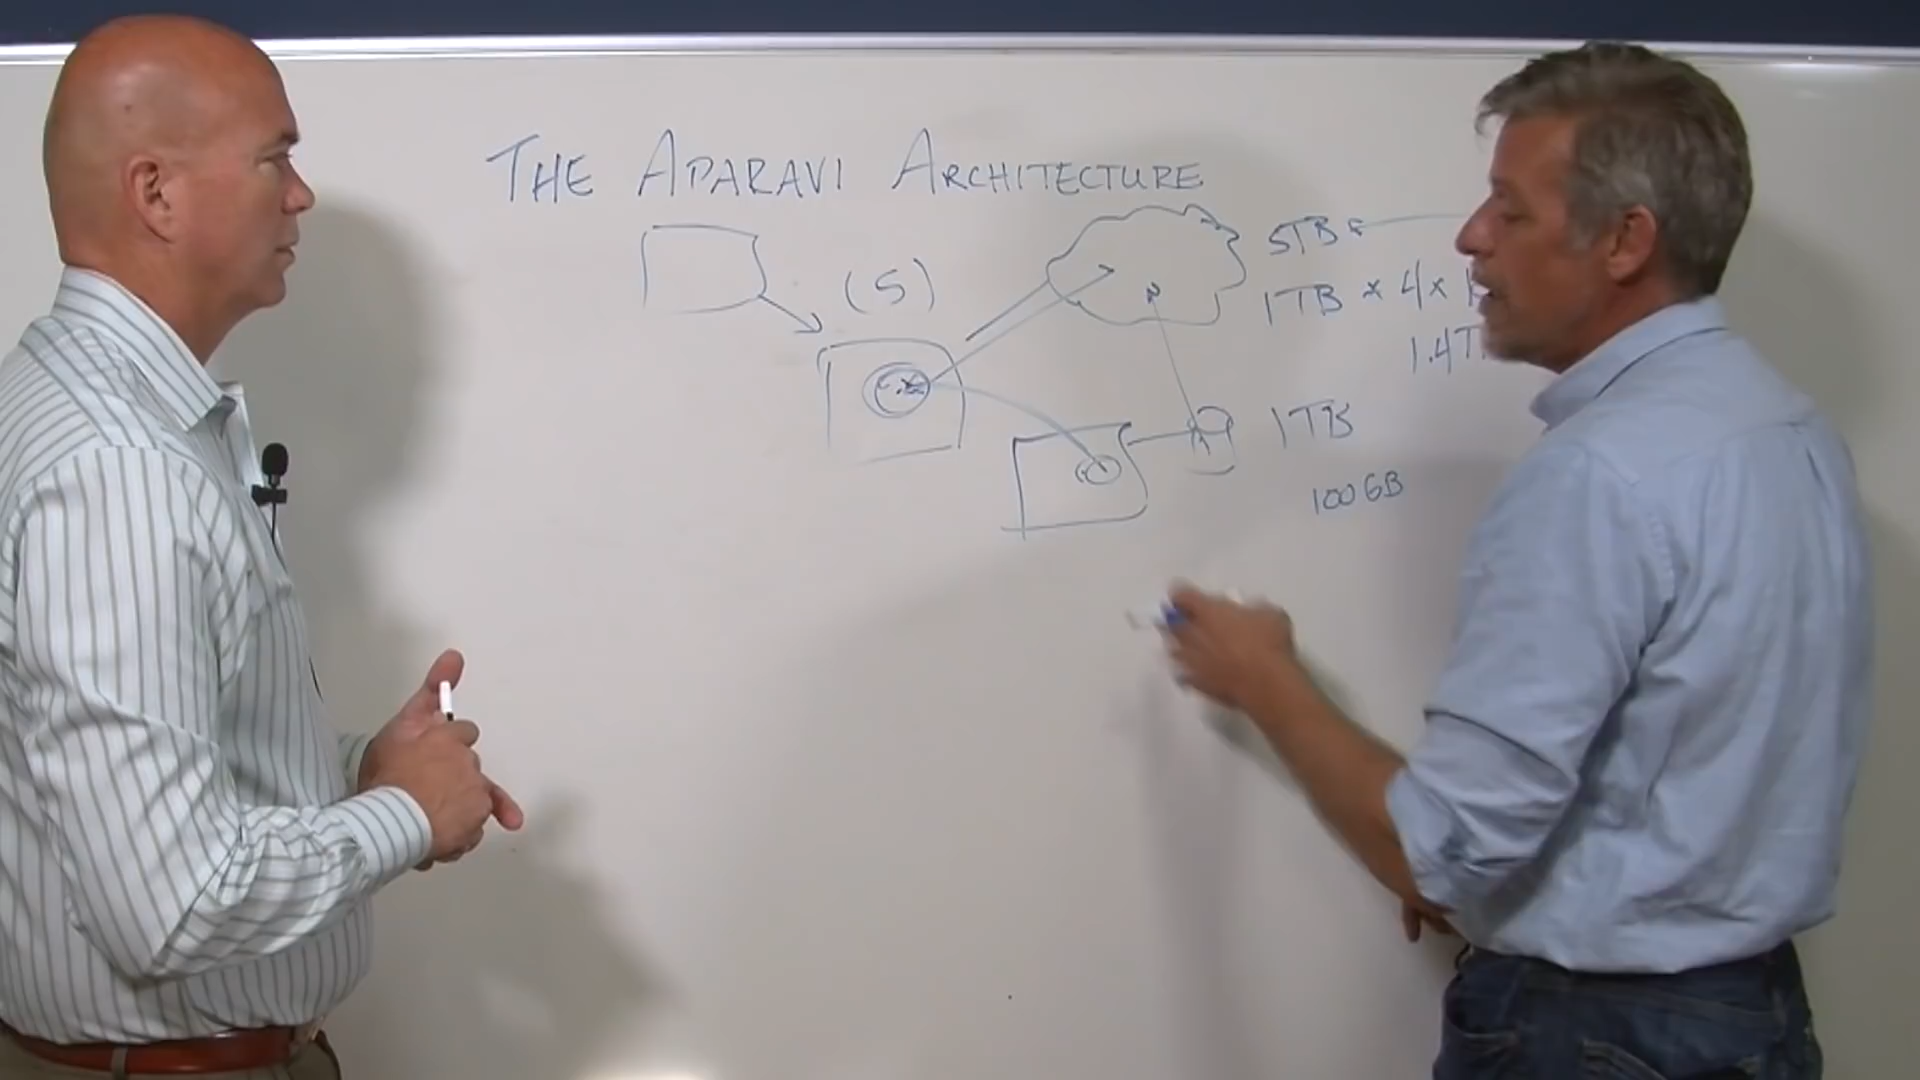 THE APARAVI ARCHITECTURE
(S)
5TB
1TB × 4 ×
1.4T
1TB
100GB